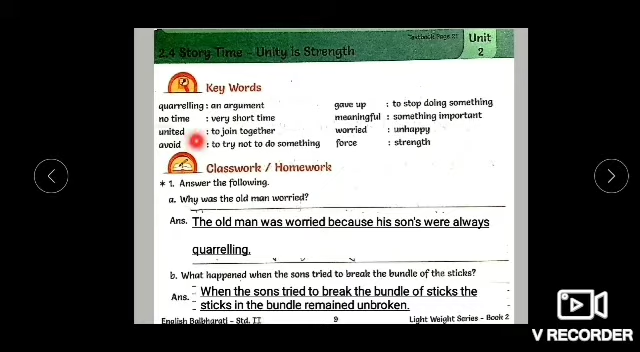 Textbook Page 21
Unit
2
2.4 Story Time - Unity is Strength
Key Words
quarrelling : an argument
no time : very short time
united : to join together
avoid : to try not to do something
gave up : to stop doing something
meaningful : something important
worried : unhappy
force : strength
Classwork / Homework
* 1. Answer the following.
a. Why was the old man worried?
Ans. The old man was worried because his son's were always
quarrelling.
b. What happened when the sons tried to break the bundle of the sticks?
Ans. When the sons tried to break the bundle of sticks the
sticks in the bundle remained unbroken.
English Balbharati - Std. II
9
Light Weight Series - Book 2
V RECORDER